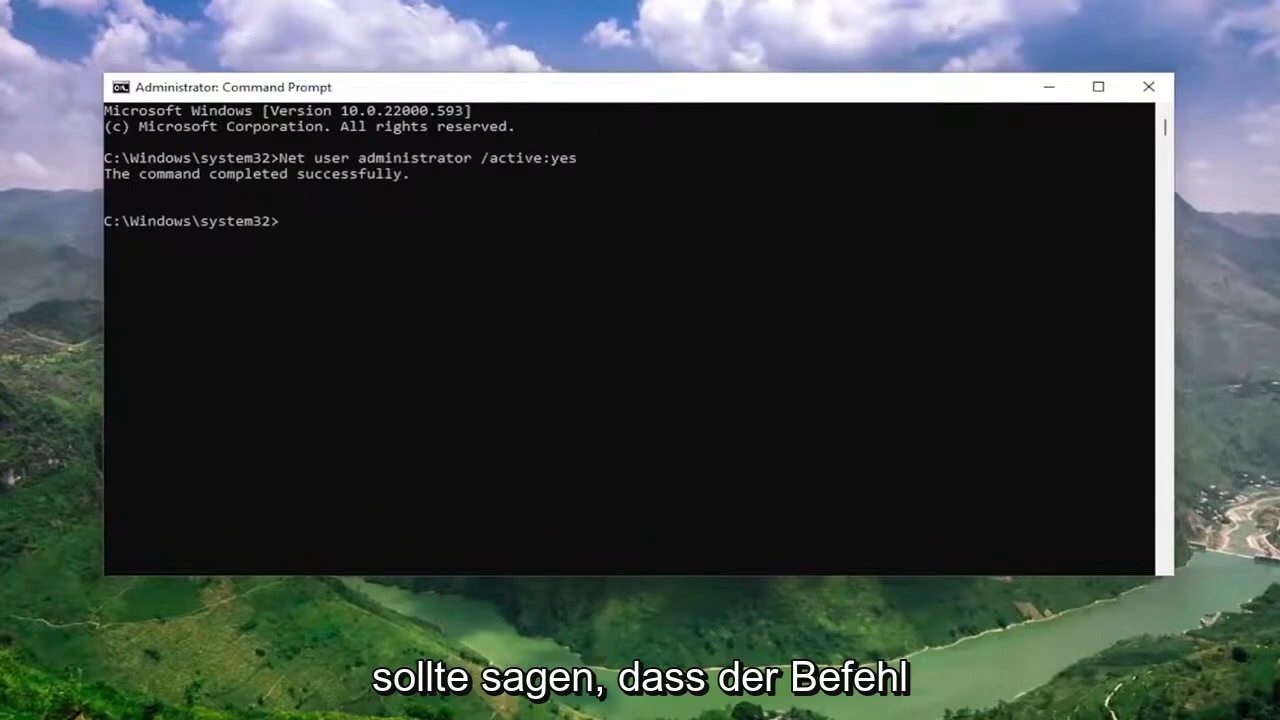 Administrator: Command Prompt
Microsoft Windows [Version 10.0.22000.593]
(c) Microsoft Corporation. All rights reserved.
C:\Windows\system32>Net user administrator /active:yes
The command completed successfully.
C:\Windows\system32>
sollte sagen, dass der Befehl